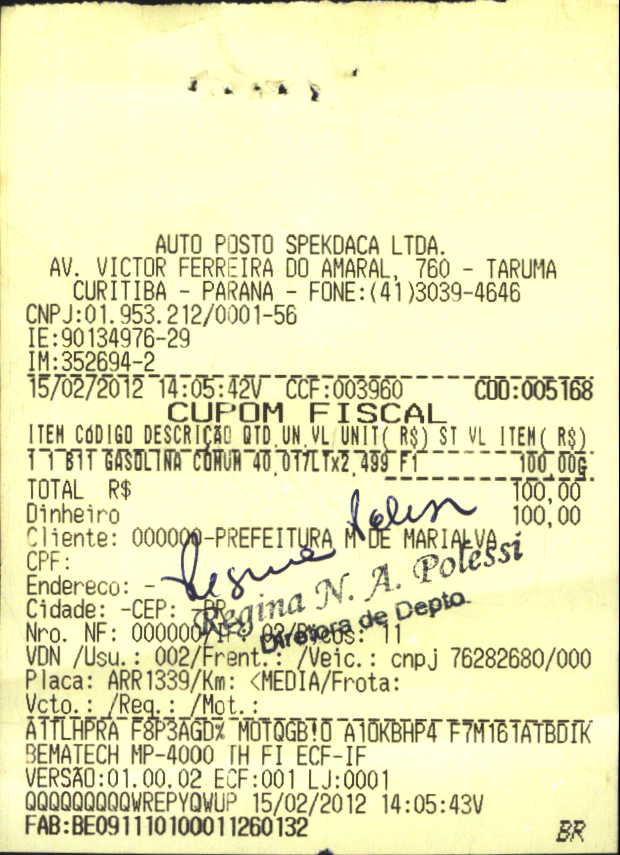 AUTO POSTO SPEKDACA LTDA.
AV. VICTOR FERREIRA DO AMARAL, 760 - TARUMA
CURITIBA - PARANA - FONE:(41)3039-4646
CNPJ:01.953.212/0001-56
IE:90134976-29
IM:352694-2
15/02/2012 14:05:42V CCF:003960 COO:005168
CUPOM FISCAL
ITEM CÓDIGO DESCRIÇÃO QTD.UN.VL UNIT( R$) ST VL ITEM( R$)
1 1 B11 GASOLINA COMUM 40,017LTx2,499 F1 100,00G
TOTAL R$ 100,00
Dinheiro 100,00
Cliente: 000000-PREFEITURA M DE MARIALVA
CPF:
Endereco: -
Regina N. A. Polessi
Cidade: -CEP: -PR
Diretora de Depto.
Nro. NF: 000000 11
VDN /Usu.: 002/Frent.: /Veic.: cnpj 76282680/000
Placa: ARR1339/Km: <MEDIA/Frota:
Vcto.: /Req.: /Mot.:
BEMATECH MP-4000 TH FI ECF-IF
VERSÃO:01.00.02 ECF:001 LJ:0001
QQQQQQQQQWREPYQWUP 15/02/2012 14:05:43V
FAB:BE091110100011260132
BR